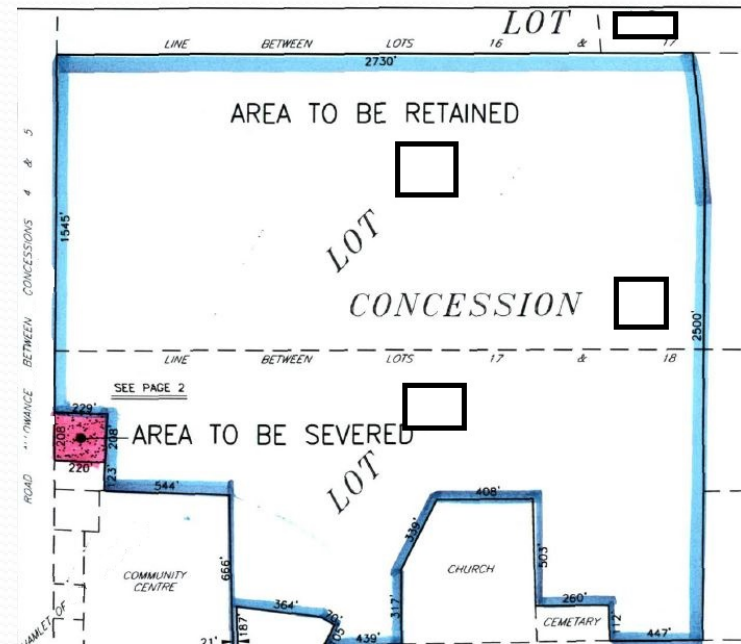 LOT
LINE BETWEEN LOTS 16 & 17
2730'
AREA TO BE RETAINED
ROAD ALLOWANCE BETWEEN CONCESSIONS 4 & 5
1545'
LOT
CONCESSION
2500'
LINE BETWEEN LOTS 17 & 18
SEE PAGE 2
229'
208'
208'
AREA TO BE SEVERED
220'
123'
544'
LOT
408'
339'
503'
666'
COMMUNITY
CENTRE
CHURCH
317'
260'
364'
CEMETARY
HAMLET OF
187'
21'
439'
447'